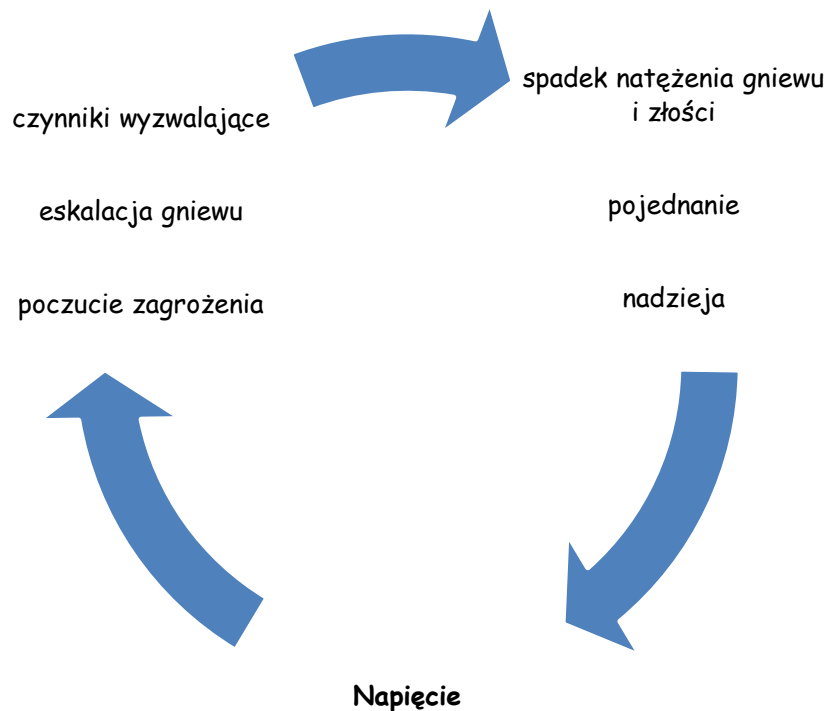 czynniki wyzwalające
eskalacja gniewu
poczucie zagrożenia
spadek natężenia gniewu
i złości
pojednanie
nadzieja
Napięcie